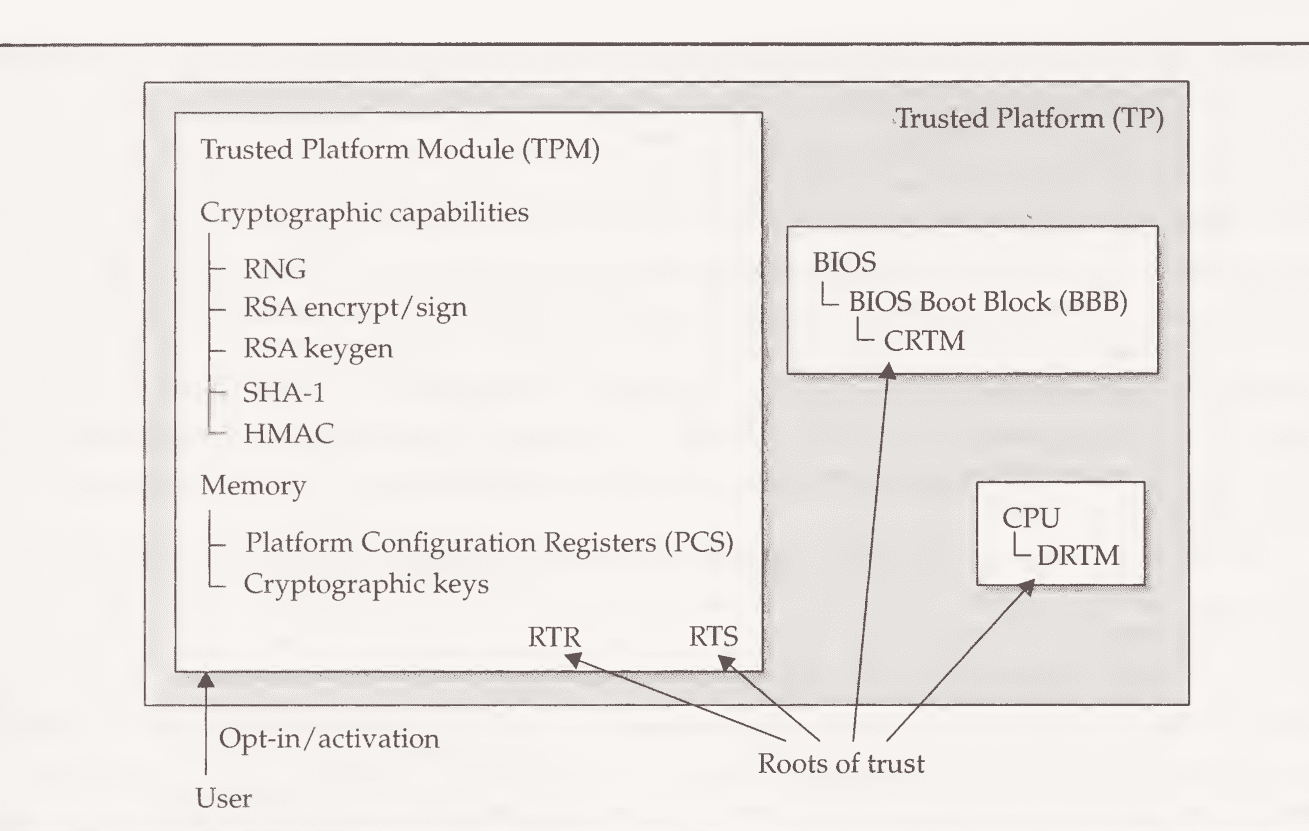 Trusted Platform (TP)
Trusted Platform Module (TPM)
Cryptographic capabilities
RNG
RSA encrypt/sign
RSA keygen
SHA-1
HMAC
Memory
Platform Configuration Registers (PCS)
Cryptographic keys
RTR
RTS
BIOS
BIOS Boot Block (BBB)
CRTM
CPU
DRTM
Opt-in/activation
User
Roots of trust